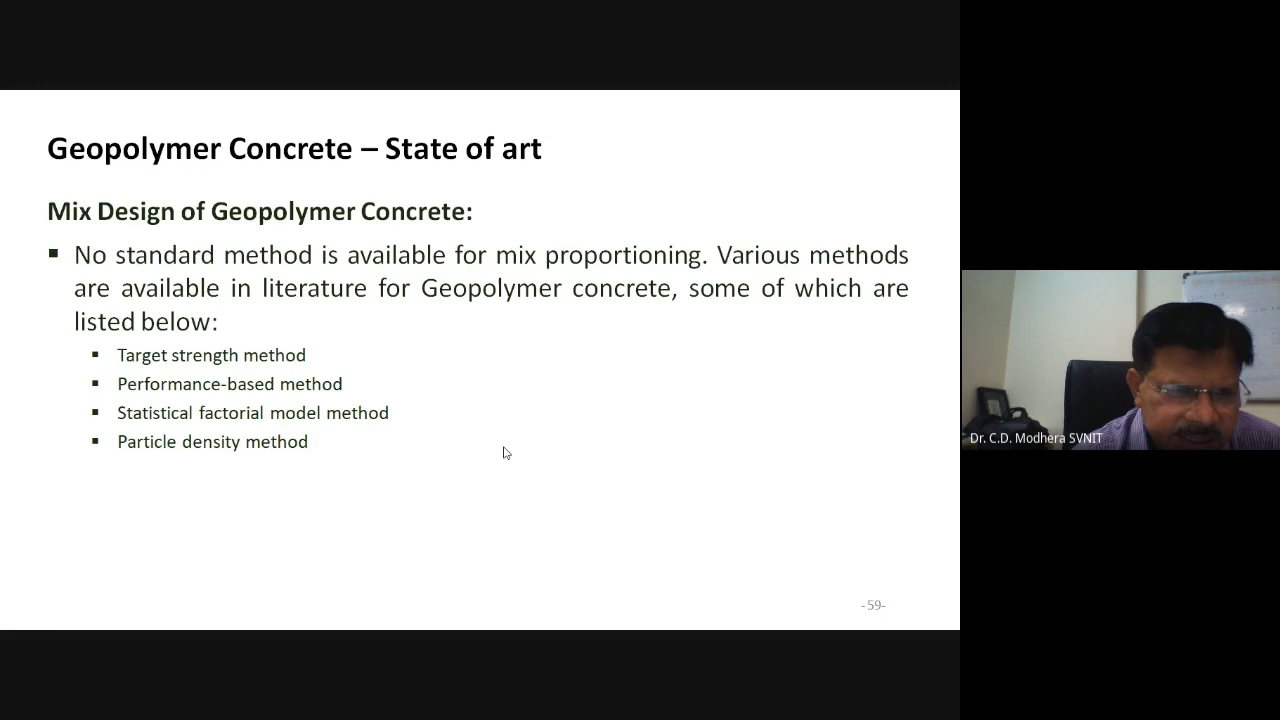 Geopolymer Concrete – State of art
Mix Design of Geopolymer Concrete:
▪ No standard method is available for mix proportioning. Various methods
are available in literature for Geopolymer concrete, some of which are
listed below:
▪ Target strength method
▪ Performance-based method
▪ Statistical factorial model method
▪ Particle density method
- 59-
Dr. C.D. Modhera SVNIT